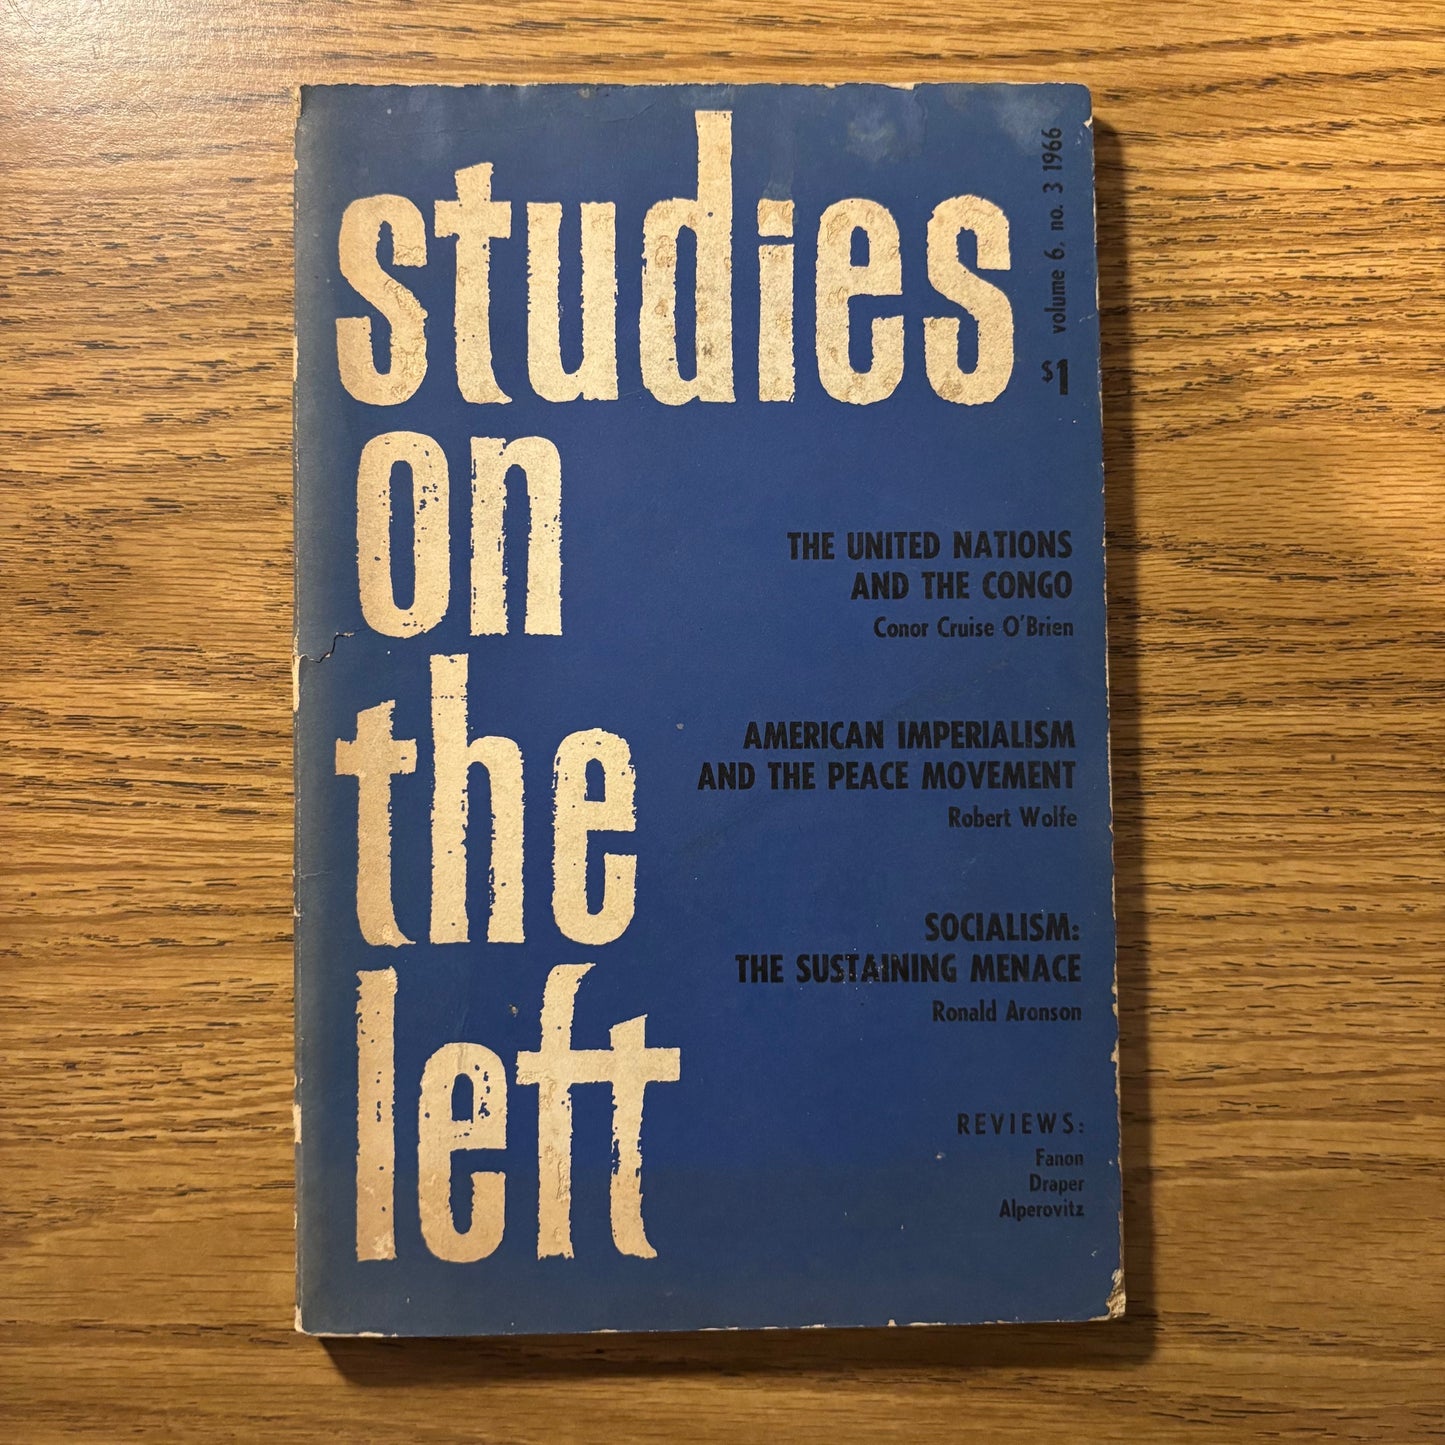 studies
on
the
left
volume 6, no. 3 1966
$1
THE UNITED NATIONS
AND THE CONGO
Conor Cruise O'Brien
AMERICAN IMPERIALISM
AND THE PEACE MOVEMENT
Robert Wolfe
SOCIALISM:
THE SUSTAINING MENACE
Ronald Aronson
REVIEWS:
Fanon
Draper
Alperovitz